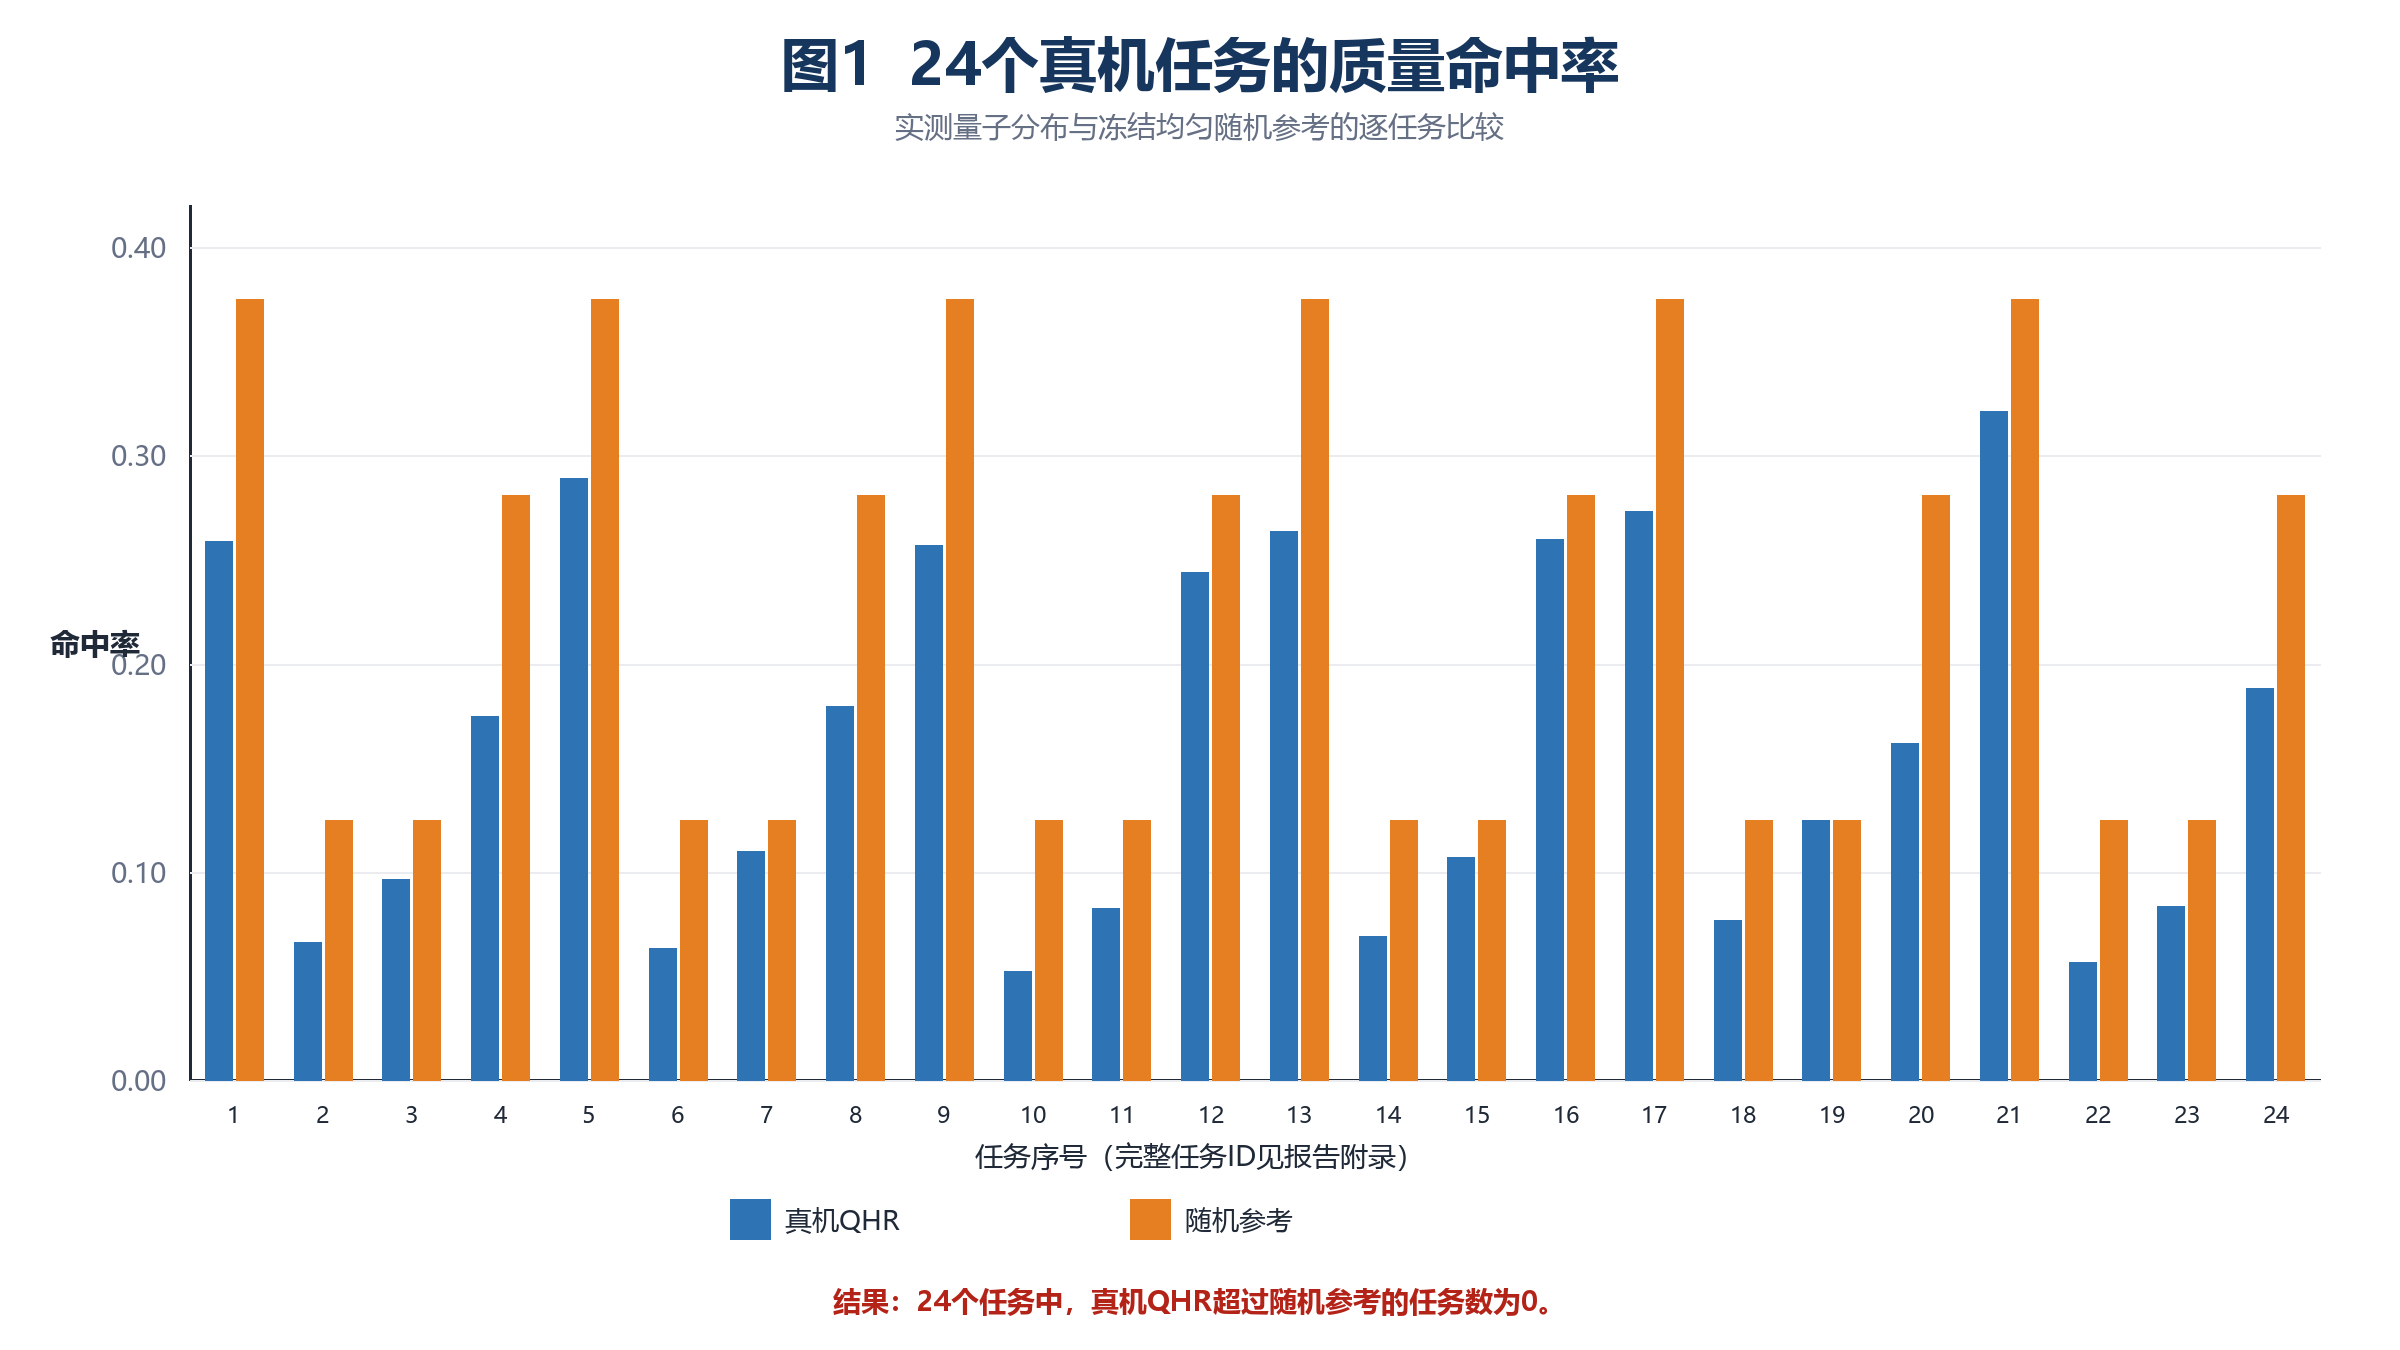 图1 24个真机任务的质量命中率
实测量子分布与冻结均匀随机参考的逐任务比较
0.40
0.30
命中率
0.20
0.10
0.00
1 2 3 4 5 6 7 8 9 10 11 12 13 14 15 16 17 18 19 20 21 22 23 24
任务序号（完整任务ID见报告附录）
真机QHR 随机参考
结果：24个任务中，真机QHR超过随机参考的任务数为0。